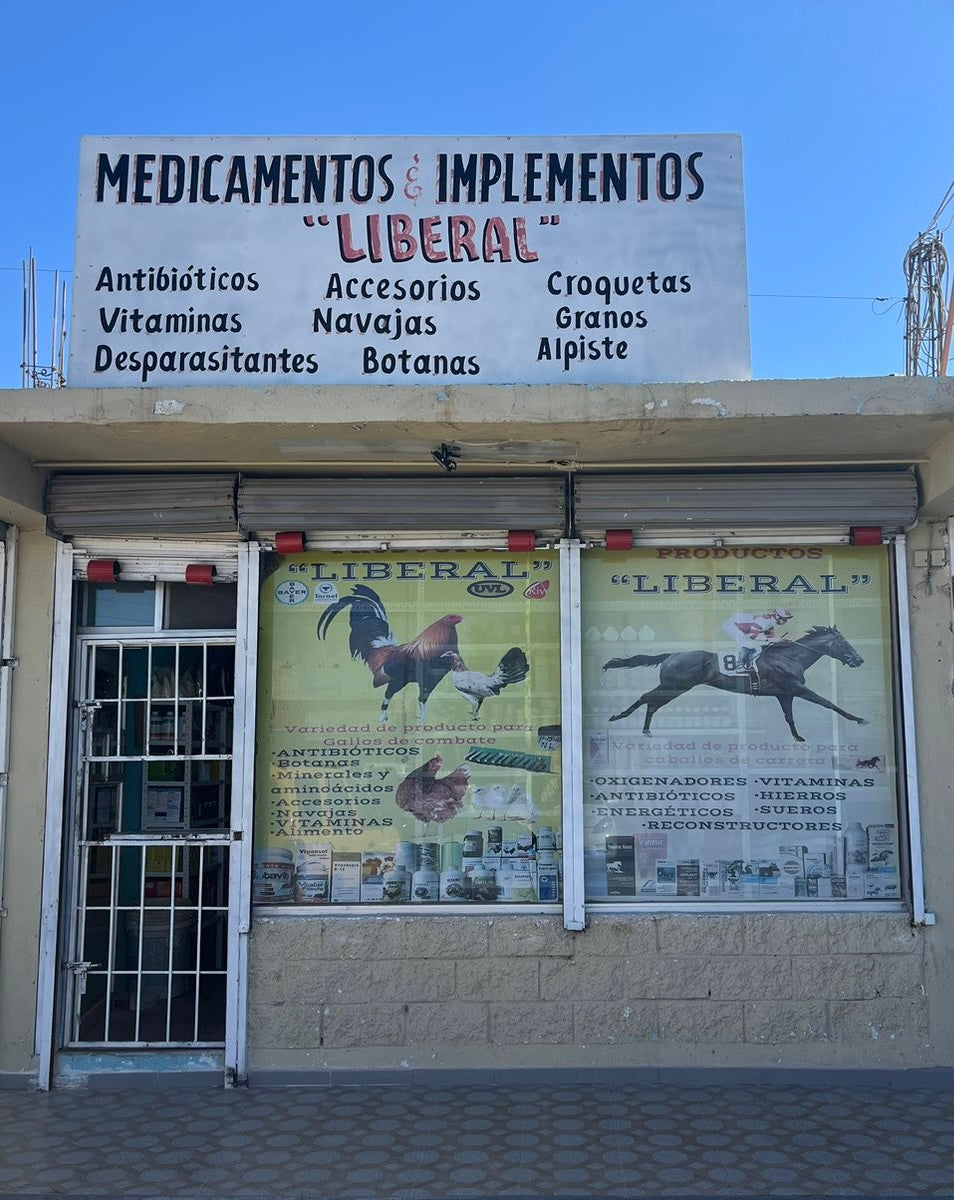 MEDICAMENTOS & IMPLEMENTOS
"LIBERAL"
Antibióticos Accesorios Croquetas
Vitaminas Navajas Granos
Desparasitantes Botanas Alpiste
"LIBERAL"
BAYER
Tornel
UVL
Variedad de producto para
Gallos de combate
·ANTIBIÓTICOS
·Botanas
·Minerales y
aminoácidos
·Accesorios
·Navajas
·VITAMINAS
·Alimento
PRODUCTOS
"LIBERAL"
8
Variedad de producto para
caballos de carrera
·OXIGENADORES ·VITAMINAS
·ANTIBIÓTICOS ·HIERROS
·ENERGÉTICOS ·SUEROS
·RECONSTRUCTORES